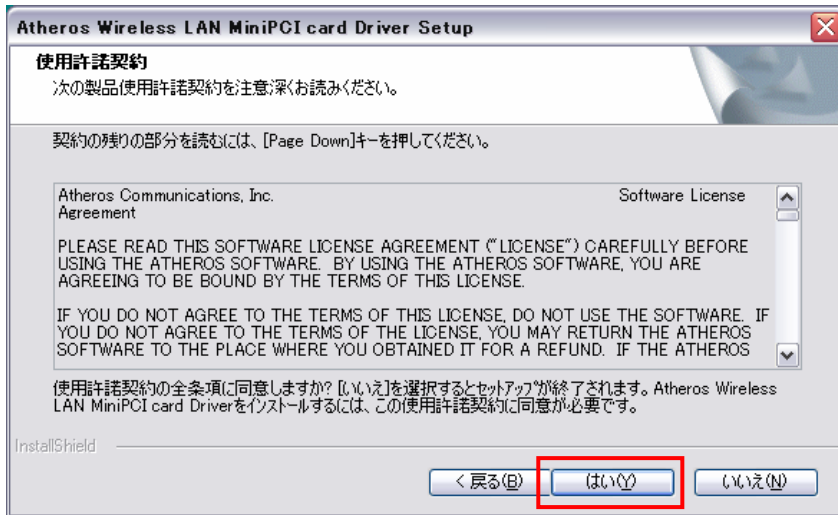 Atheros Wireless LAN MiniPCI card Driver Setup
使用許諾契約
次の製品使用許諾契約を注意深くお読みください。
契約の残りの部分を読むには、[Page Down]キーを押してください。
Atheros Communications, Inc. Software License
Agreement
PLEASE READ THIS SOFTWARE LICENSE AGREEMENT ("LICENSE") CAREFULLY BEFORE
USING THE ATHEROS SOFTWARE. BY USING THE ATHEROS SOFTWARE, YOU ARE
AGREEING TO BE BOUND BY THE TERMS OF THIS LICENSE.
IF YOU DO NOT AGREE TO THE TERMS OF THIS LICENSE, DO NOT USE THE SOFTWARE. IF
YOU DO NOT AGREE TO THE TERMS OF THE LICENSE, YOU MAY RETURN THE ATHEROS
SOFTWARE TO THE PLACE WHERE YOU OBTAINED IT FOR A REFUND. IF THE ATHEROS
使用許諾契約の全条項に同意しますか? [いいえ]を選択するとセットアップが終了されます。Atheros Wireless
LAN MiniPCI card Driverをインストールするには、この使用許諾契約に同意が必要です。
InstallShield
< 戻る(B) はい(Y) いいえ(N)